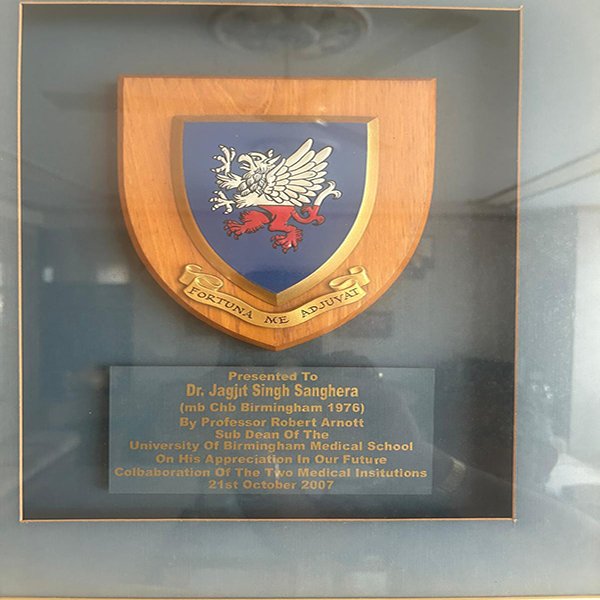 FORTUNA ME ADJUVAT
Presented To
Dr. Jagjit Singh Sanghera
(mb Chb Birmingham 1976)
By Professor Robert Arnott
Sub Dean Of The
University Of Birmingham Medical School
On His Appreciation In Our Future
Colbaboration Of The Two Medical Insitutions
21st October 2007